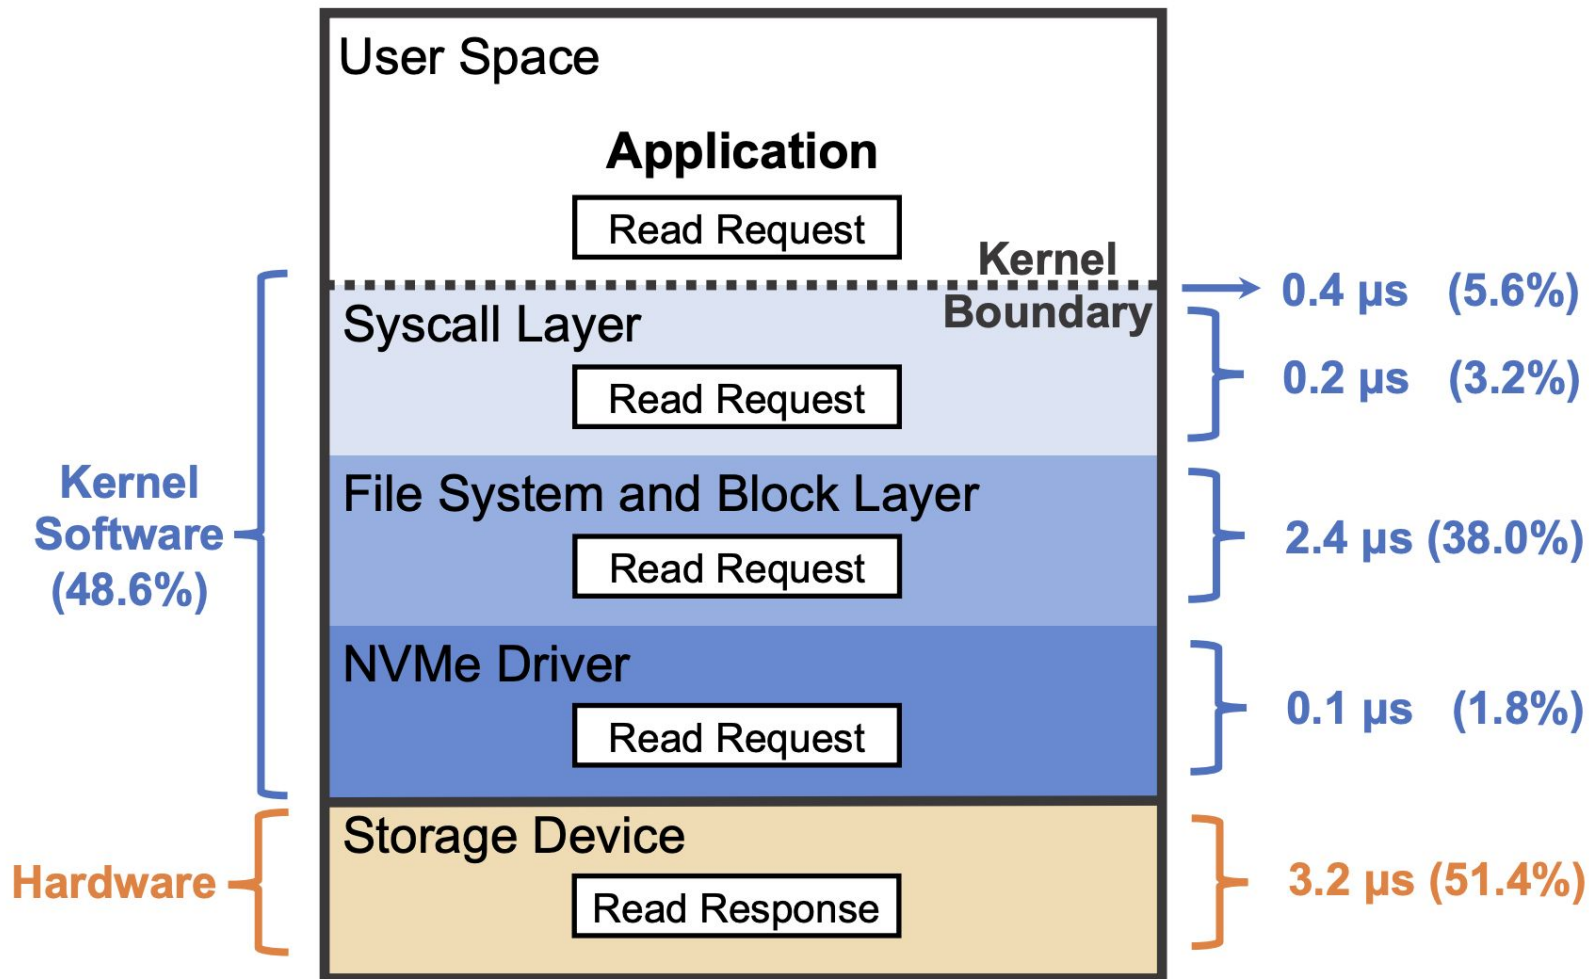 User Space
Application
Read Request
Kernel
Boundary
0.4 µs (5.6%)
Syscall Layer
Read Request
0.2 µs (3.2%)
Kernel
Software
(48.6%)
File System and Block Layer
Read Request
2.4 µs (38.0%)
NVMe Driver
Read Request
0.1 µs (1.8%)
Hardware
Storage Device
Read Response
3.2 µs (51.4%)